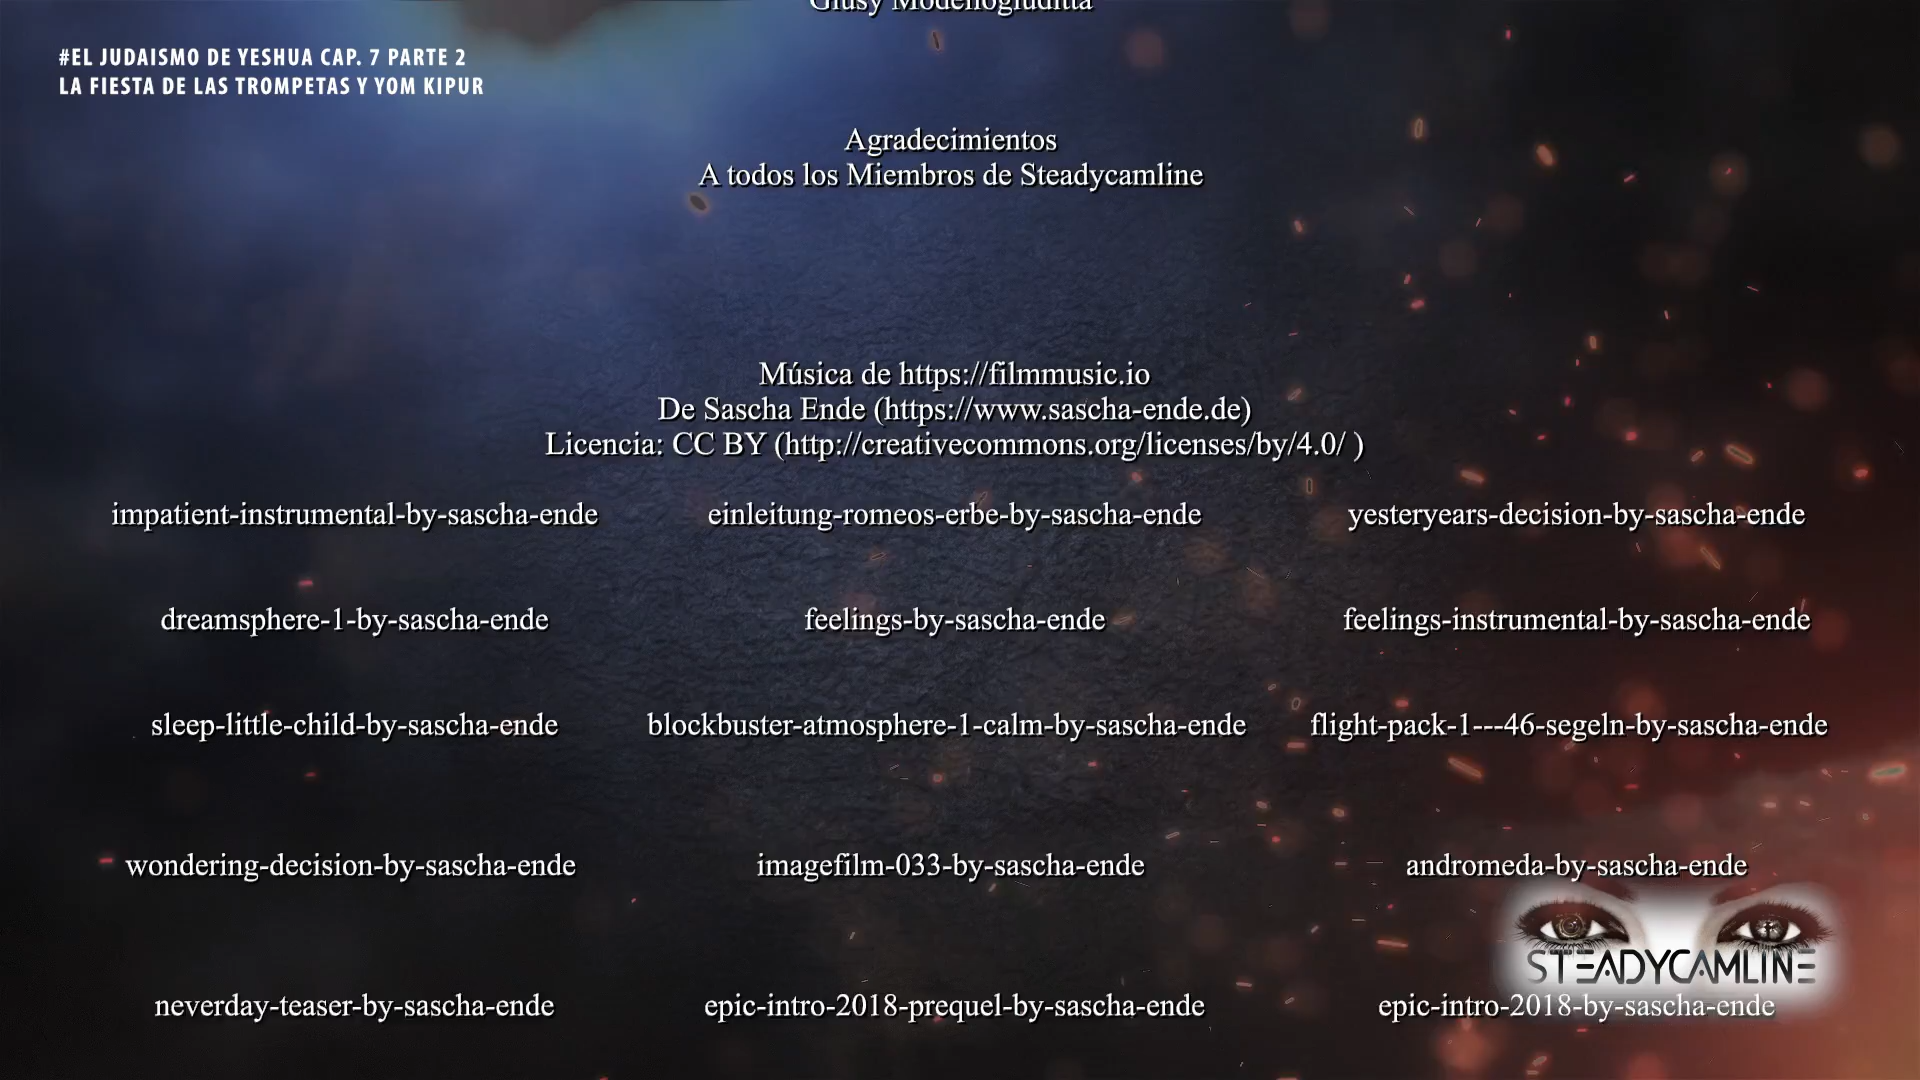 Giusy Modenogiuditta
#EL JUDAISMO DE YESHUA CAP. 7 PARTE 2
LA FIESTA DE LAS TROMPETAS Y YOM KIPUR
Agradecimientos
A todos los Miembros de Steadycamline
Música de https://filmmusic.io
De Sascha Ende (https://www.sascha-ende.de)
Licencia: CC BY (http://creativecommons.org/licenses/by/4.0/ )
impatient-instrumental-by-sascha-ende
einleitung-romeos-erbe-by-sascha-ende
yesteryears-decision-by-sascha-ende
dreamsphere-1-by-sascha-ende
feelings-by-sascha-ende
feelings-instrumental-by-sascha-ende
sleep-little-child-by-sascha-ende
blockbuster-atmosphere-1-calm-by-sascha-ende
flight-pack-1---46-segeln-by-sascha-ende
wondering-decision-by-sascha-ende
imagefilm-033-by-sascha-ende
andromeda-by-sascha-ende
STEADYCAMLINE
neverday-teaser-by-sascha-ende
epic-intro-2018-prequel-by-sascha-ende
epic-intro-2018-by-sascha-ende